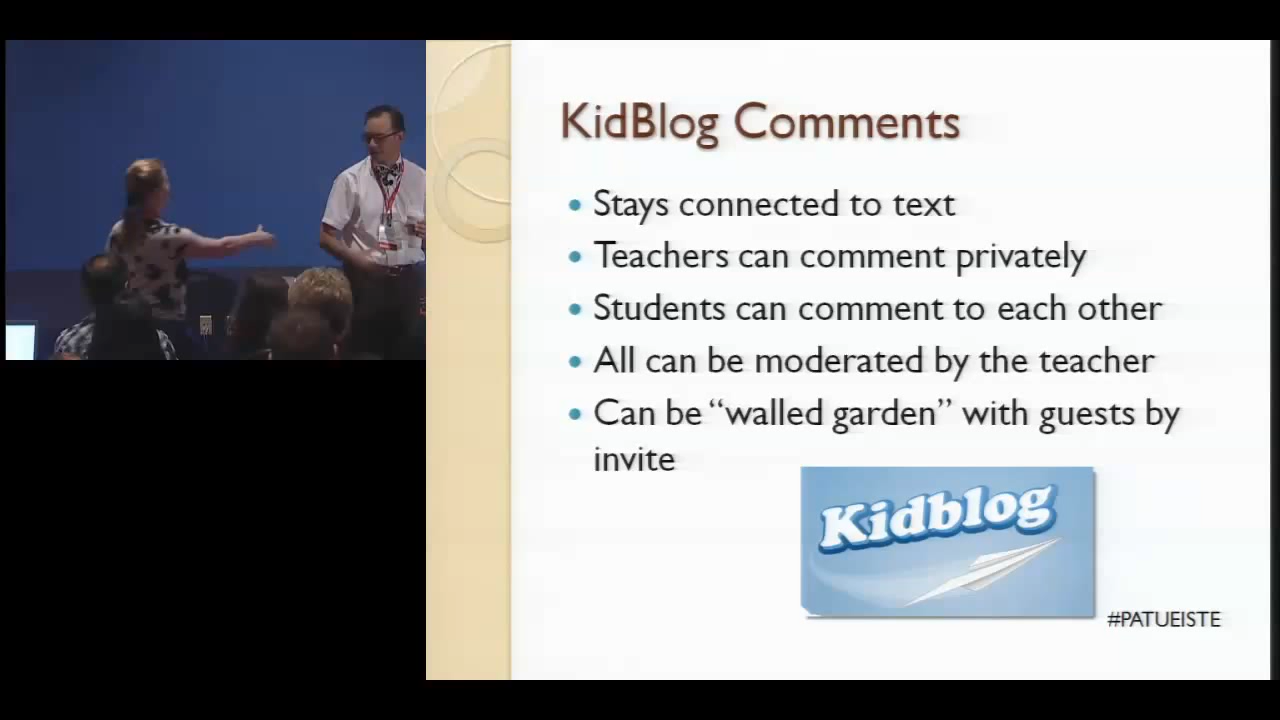 KidBlog Comments
• Stays connected to text
• Teachers can comment privately
• Students can comment to each other
• All can be moderated by the teacher
• Can be “walled garden” with guests by
invite
Kidblog
#PATUEISTE